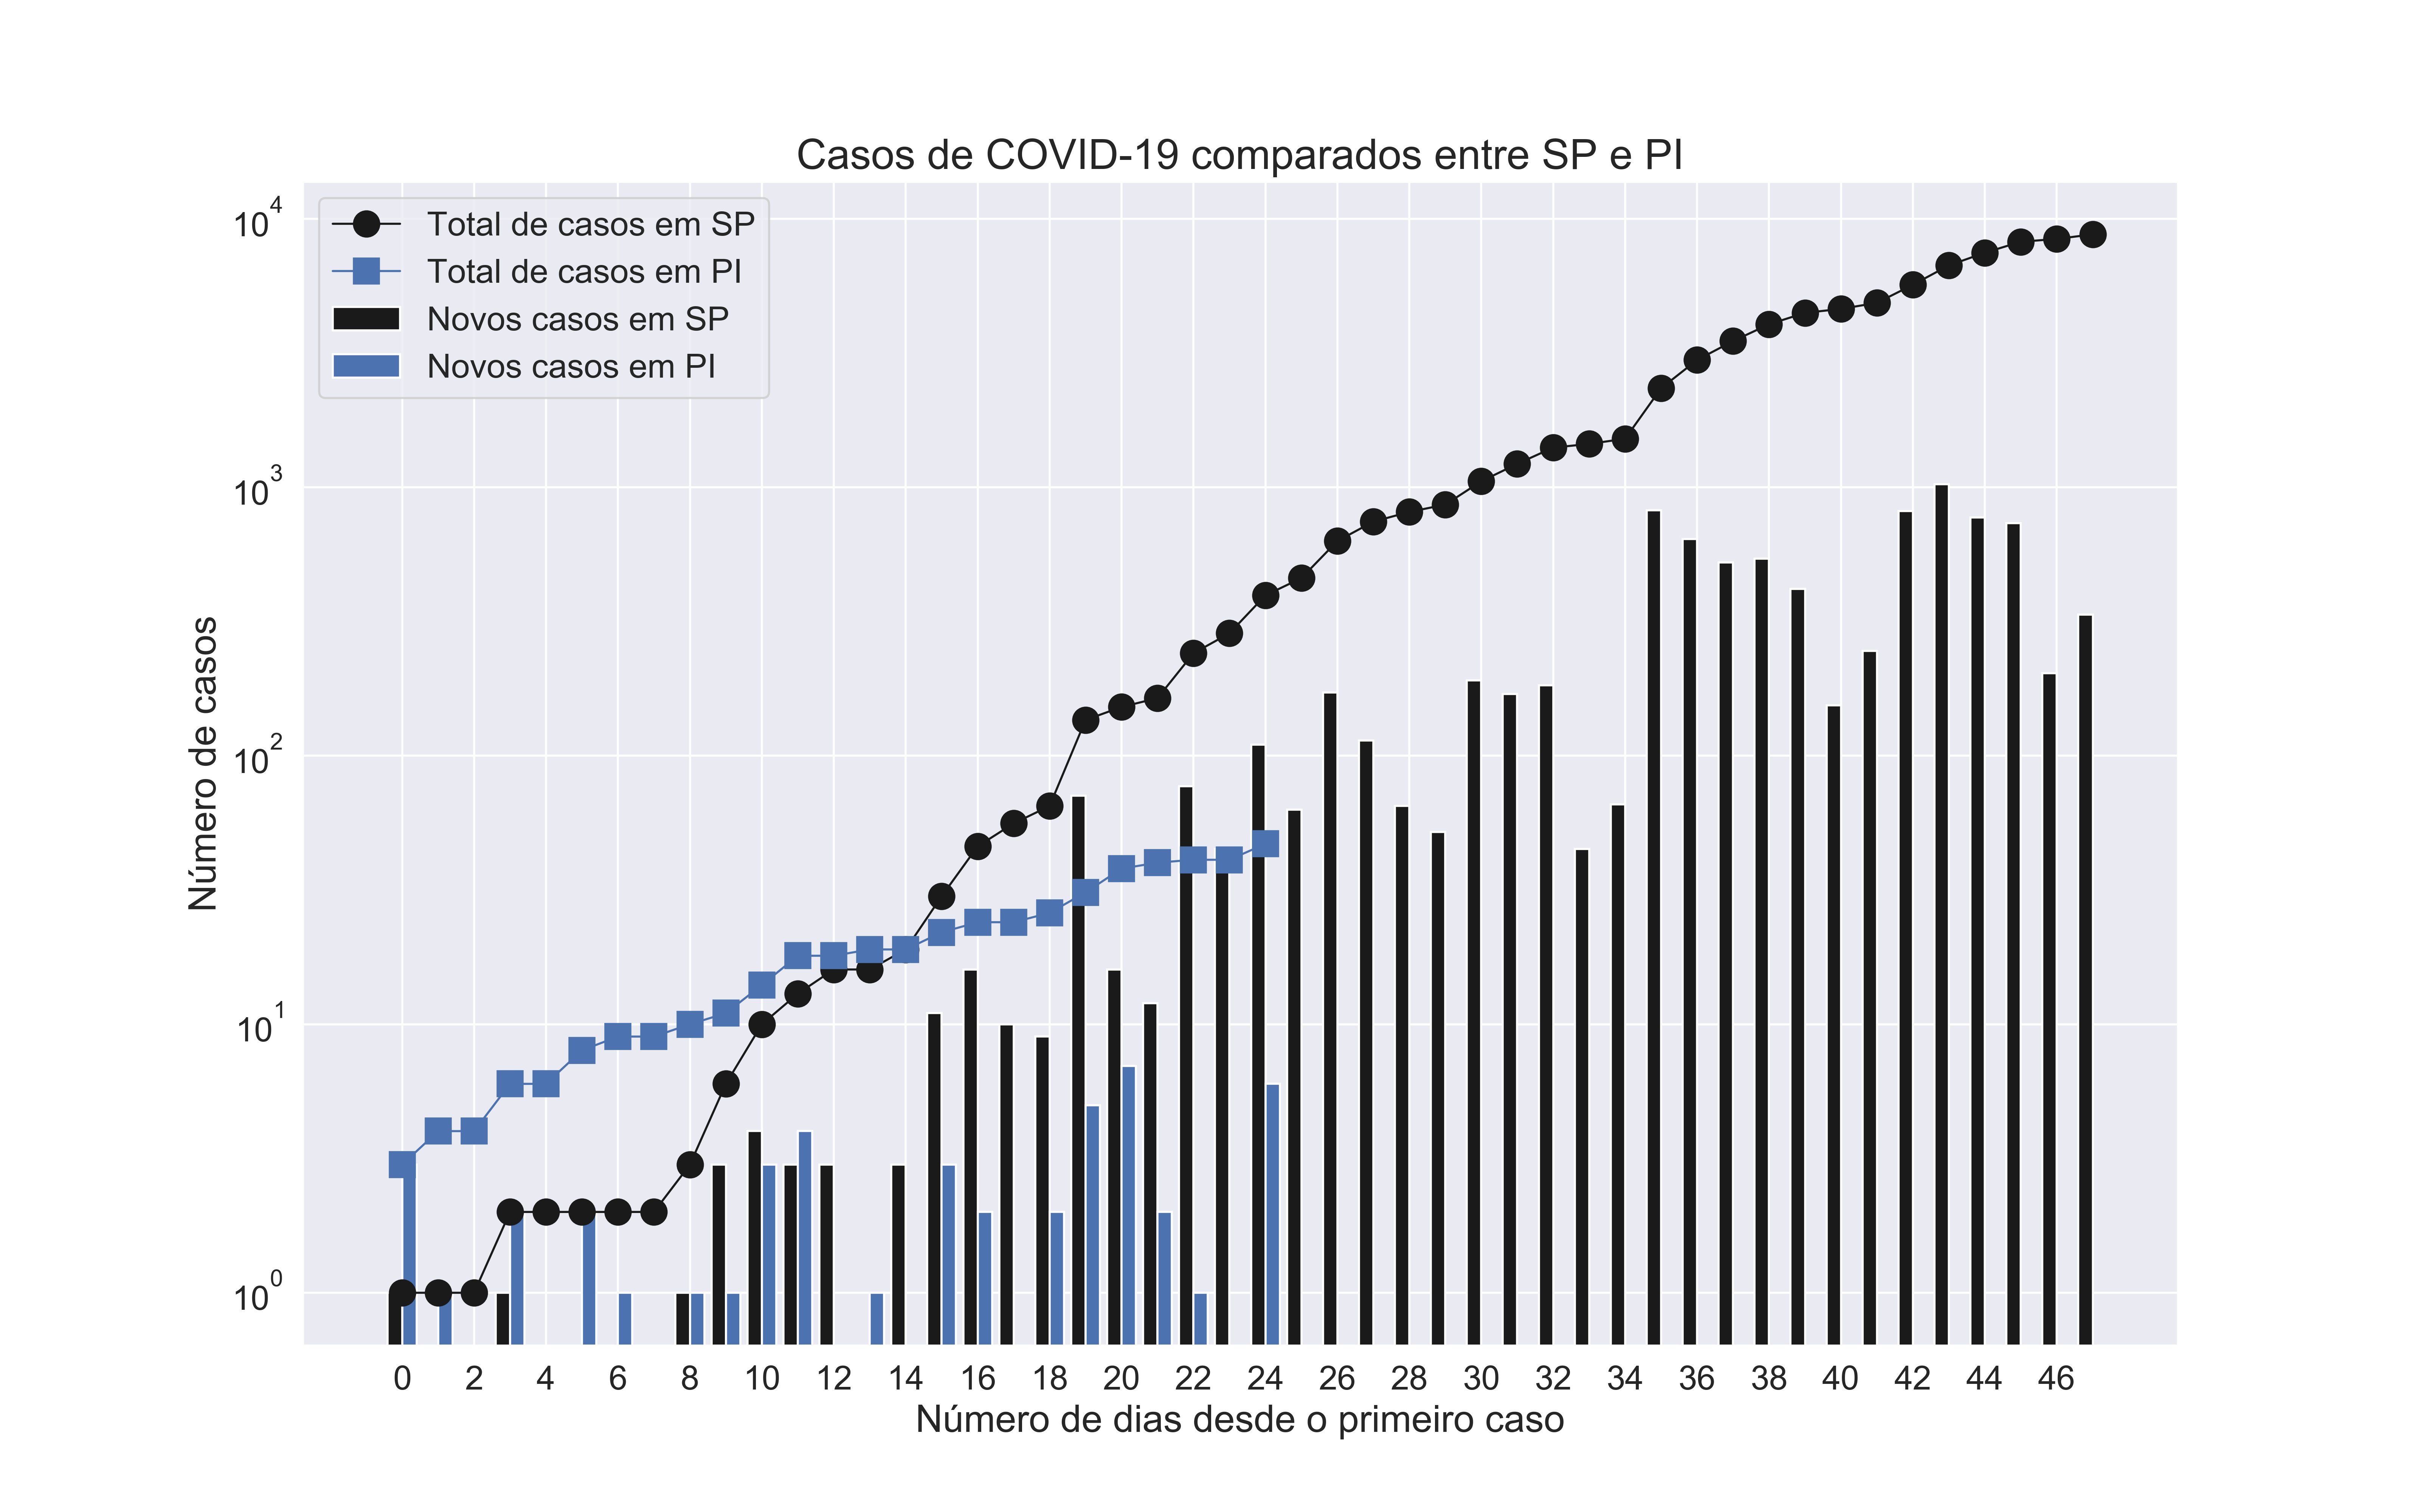 Casos de COVID-19 comparados entre SP e PI
Total de casos em SP
Total de casos em PI
Novos casos em SP
Novos casos em PI
Número de casos
10^4
10^3
10^2
10^1
10^0
0 2 4 6 8 10 12 14 16 18 20 22 24 26 28 30 32 34 36 38 40 42 44 46
Número de dias desde o primeiro caso